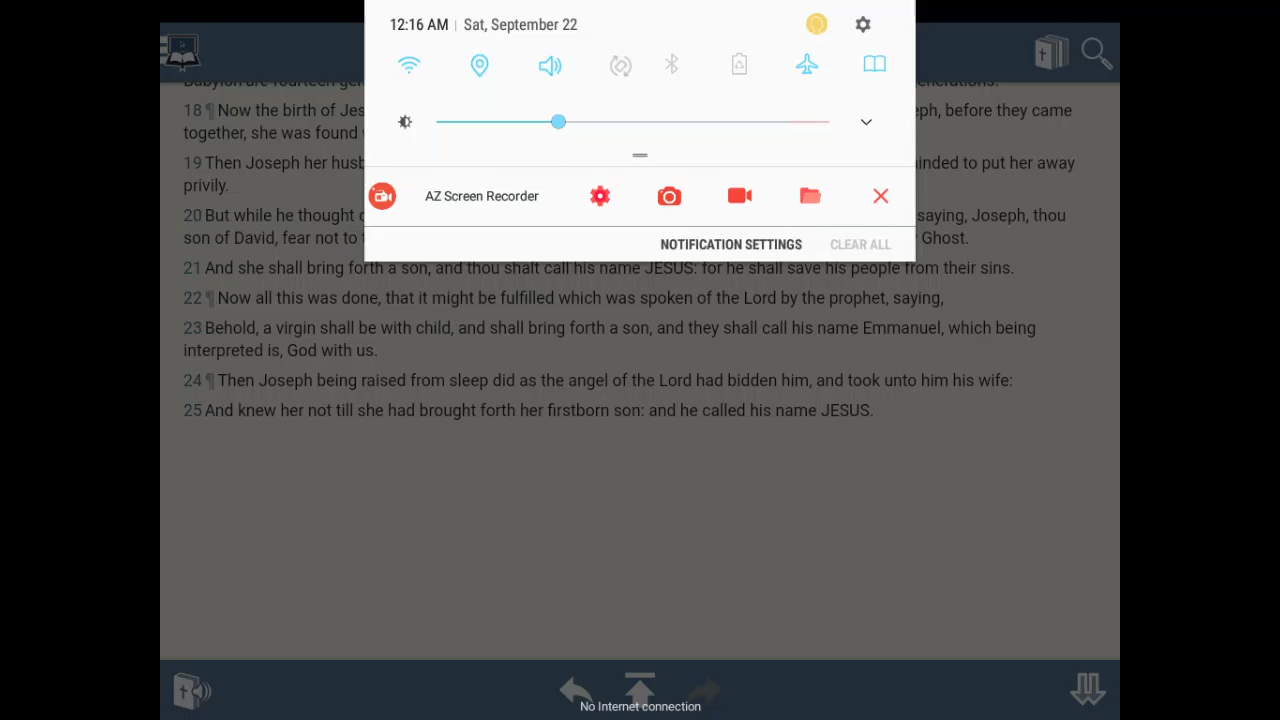 12:16 AM | Sat, September 22
AZ Screen Recorder
NOTIFICATION SETTINGS CLEAR ALL
18 ¶ Now the birth of Jes eph, before they came
together, she was found
19 Then Joseph her husb inded to put her away
privily.
20 But while he thought saying, Joseph, thou
son of David, fear not to Ghost.
21 And she shall bring forth a son, and thou shalt call his name JESUS: for he shall save his people from their sins.
22 ¶ Now all this was done, that it might be fulfilled which was spoken of the Lord by the prophet, saying,
23 Behold, a virgin shall be with child, and shall bring forth a son, and they shall call his name Emmanuel, which being
interpreted is, God with us.
24 ¶ Then Joseph being raised from sleep did as the angel of the Lord had bidden him, and took unto him his wife:
25 And knew her not till she had brought forth her firstborn son: and he called his name JESUS.
No Internet connection